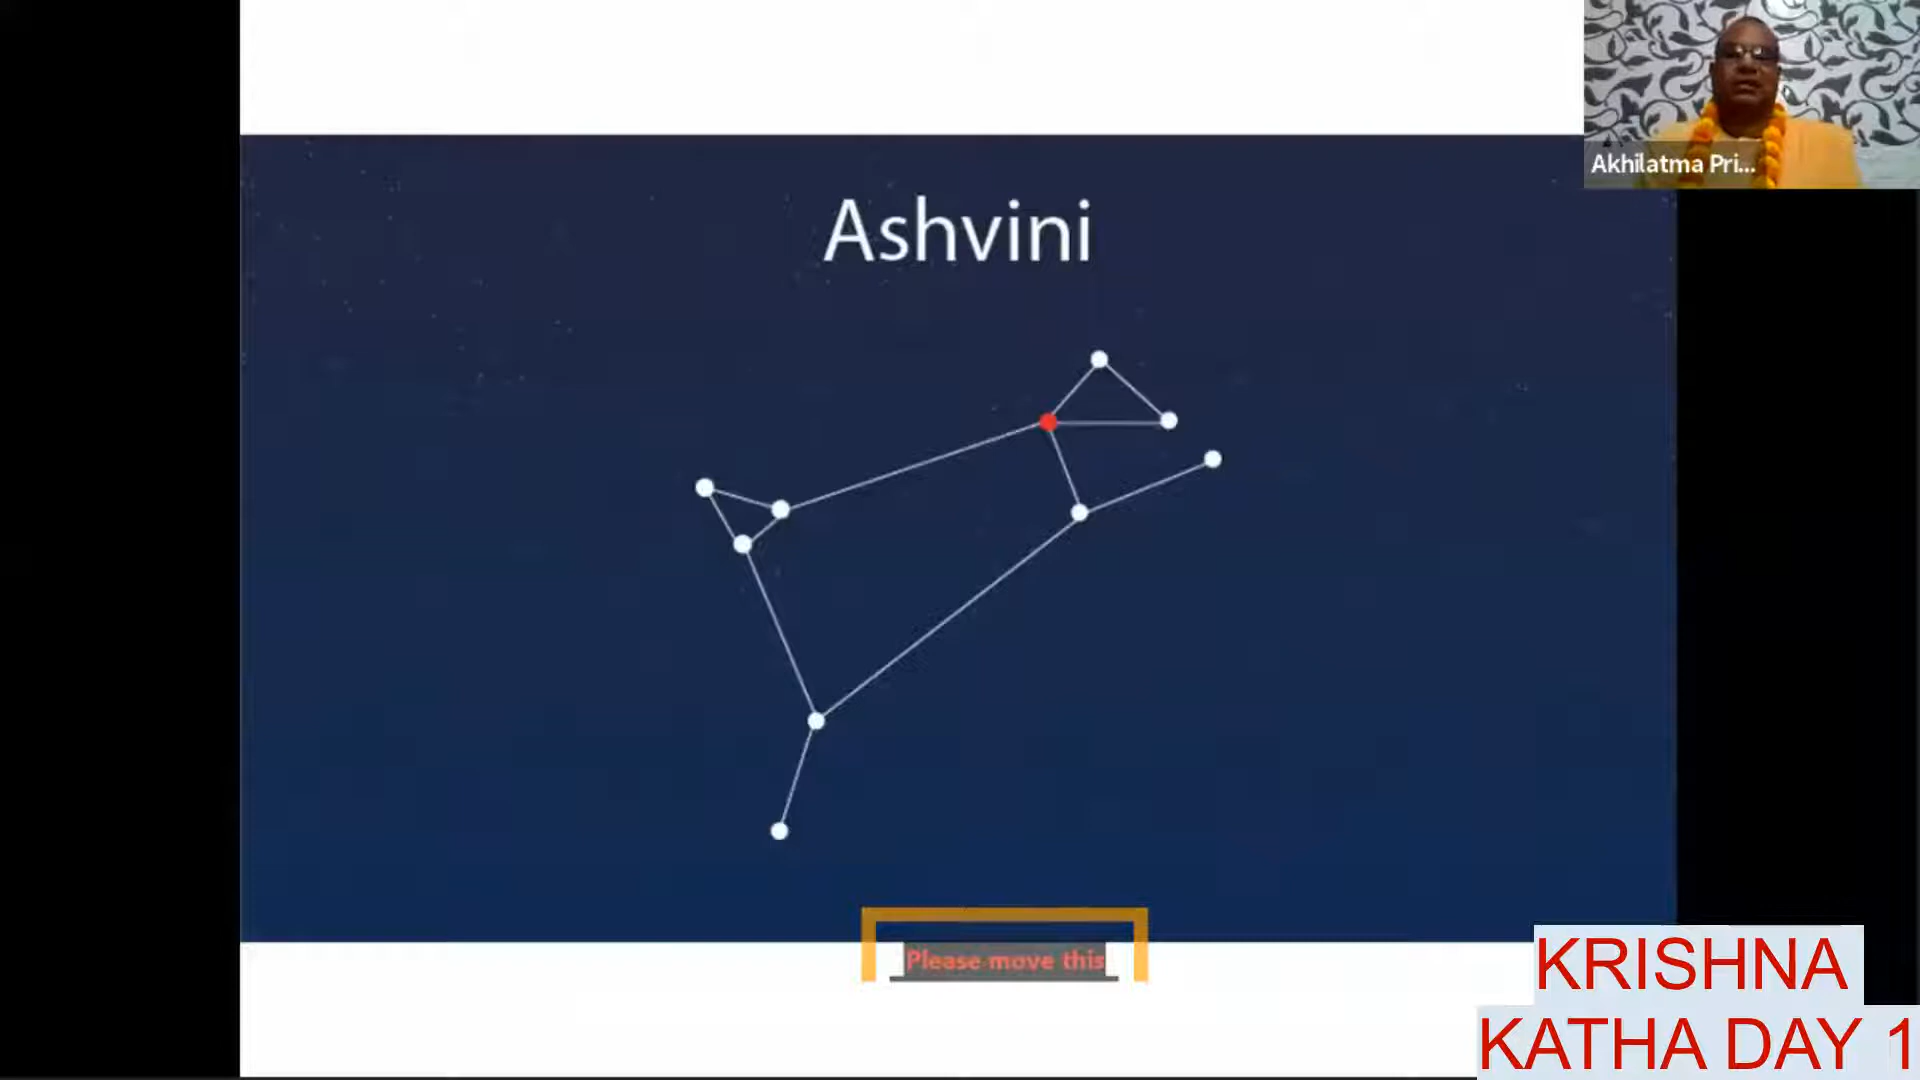 Akhilatma Pri...
Ashvini
Please move this
KRISHNA
KATHA DAY 1